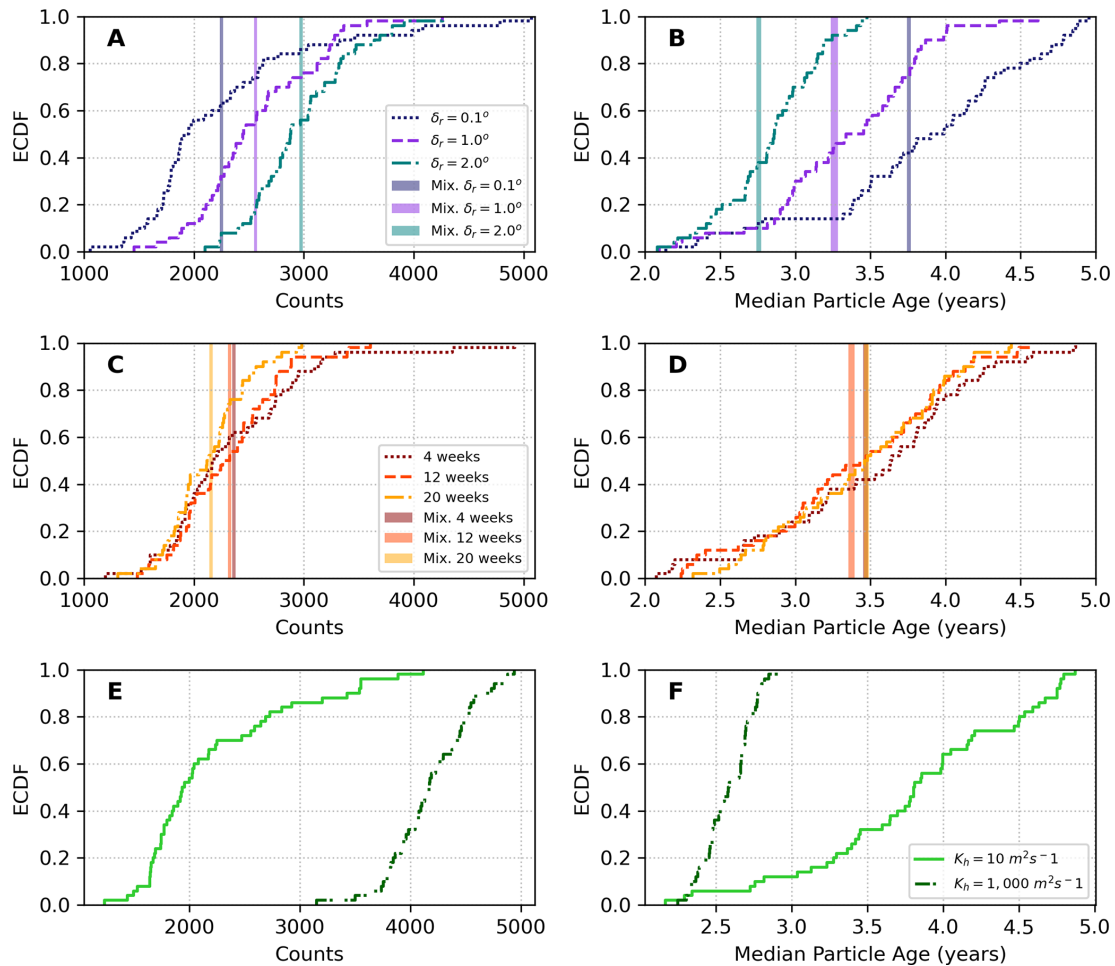 A
1.0
0.8
0.6
0.4
0.2
0.0
ECDF
1000 2000 3000 4000 5000
Counts
δr = 0.1°
δr = 1.0°
δr = 2.0°
Mix. δr = 0.1°
Mix. δr = 1.0°
Mix. δr = 2.0°
B
1.0
0.8
0.6
0.4
0.2
0.0
ECDF
2.0 2.5 3.0 3.5 4.0 4.5 5.0
Median Particle Age (years)
C
1.0
0.8
0.6
0.4
0.2
0.0
ECDF
1000 2000 3000 4000 5000
Counts
4 weeks
12 weeks
20 weeks
Mix. 4 weeks
Mix. 12 weeks
Mix. 20 weeks
D
1.0
0.8
0.6
0.4
0.2
0.0
ECDF
2.0 2.5 3.0 3.5 4.0 4.5 5.0
Median Particle Age (years)
E
1.0
0.8
0.6
0.4
0.2
0.0
ECDF
2000 3000 4000 5000
Counts
F
1.0
0.8
0.6
0.4
0.2
0.0
ECDF
2.5 3.0 3.5 4.0 4.5 5.0
Median Particle Age (years)
Kh = 10 m²s⁻1
Kh = 1,000 m²s⁻1